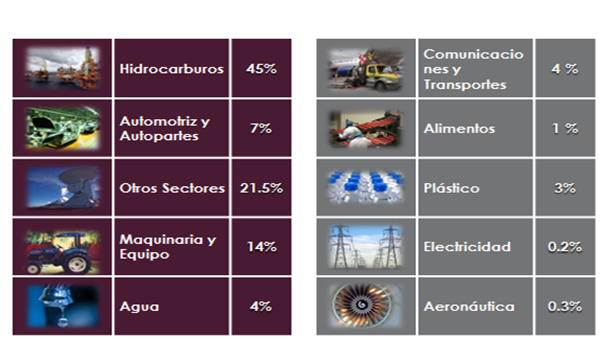 Hidrocarburos 45%
Automotriz y
Autopartes 7%
Otros Sectores 21.5%
Maquinaria y
Equipo 14%
Agua 4%
Comunicacio
nes y
Transportes 4 %
Alimentos 1 %
Plástico 3%
Electricidad 0.2%
Aeronáutica 0.3%